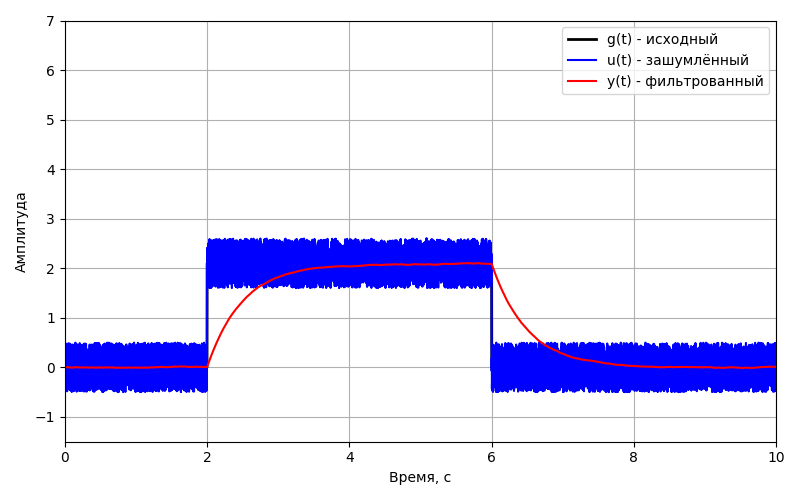 7
6
5
4
3
2
1
0
−1
Амплитуда
g(t) - исходный
u(t) - зашумлённый
y(t) - фильтрованный
0 2 4 6 8 10
Время, с